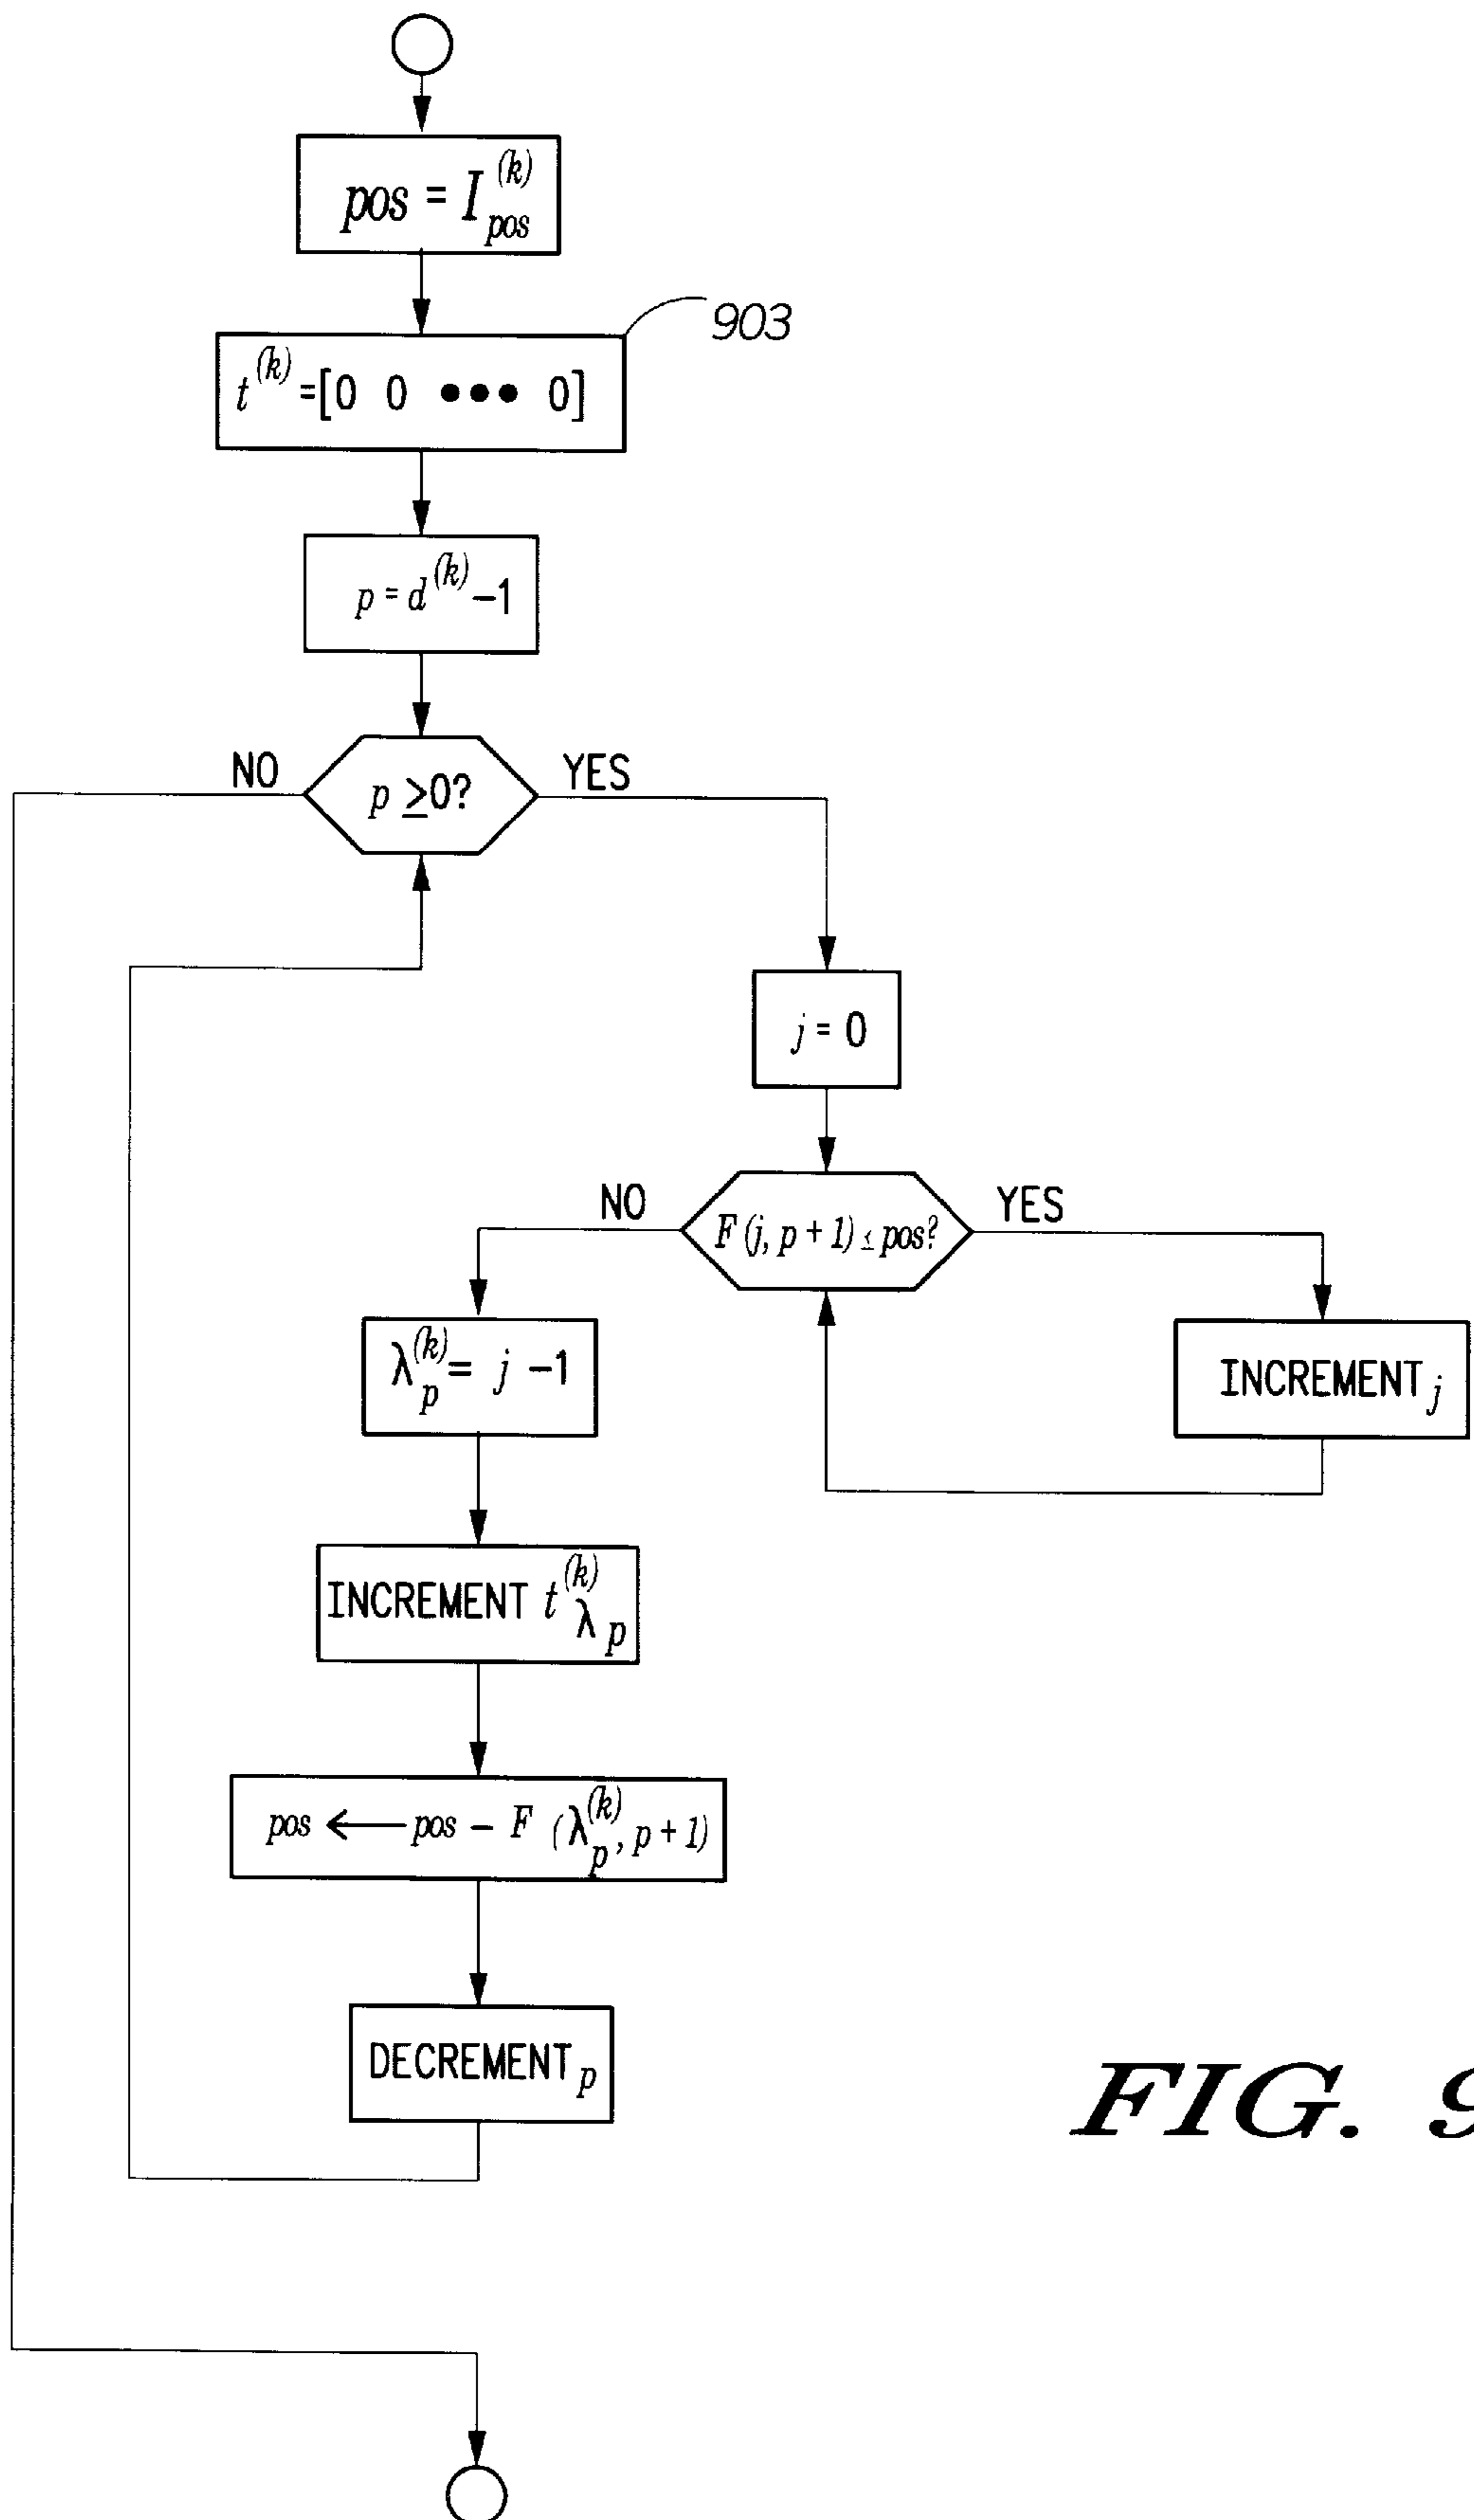 pos = I_pos^(k)
903
t^(k) = [0 0 ••• 0]
p = d^(k) −1
NO
p ≥0?
YES
j = 0
NO
F (j, p + 1) ≤ pos?
YES
λ_p^(k) = j −1
INCREMENT j
INCREMENT t_λ_p^(k)
pos ← pos − F (λ_p^(k), p + 1)
DECREMENT p
FIG. 9